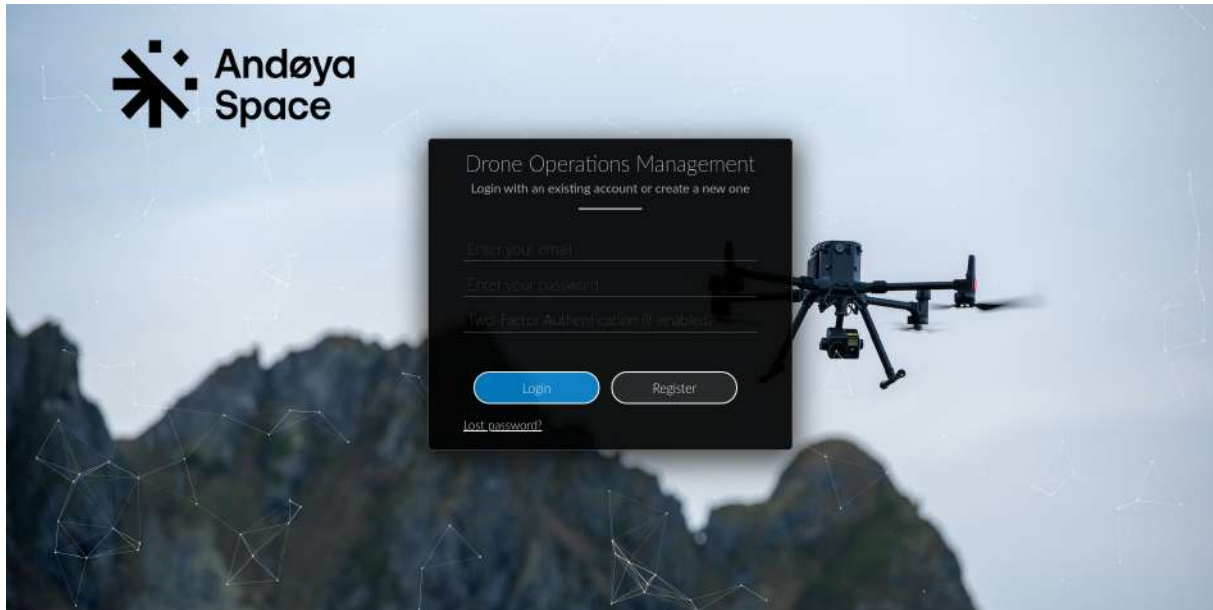 Andøya
Space
Drone Operations Management
Login with an existing account or create a new one
Enter your email
Enter your password
Two-Factor Authentication (if enabled)
Login
Register
Lost password?